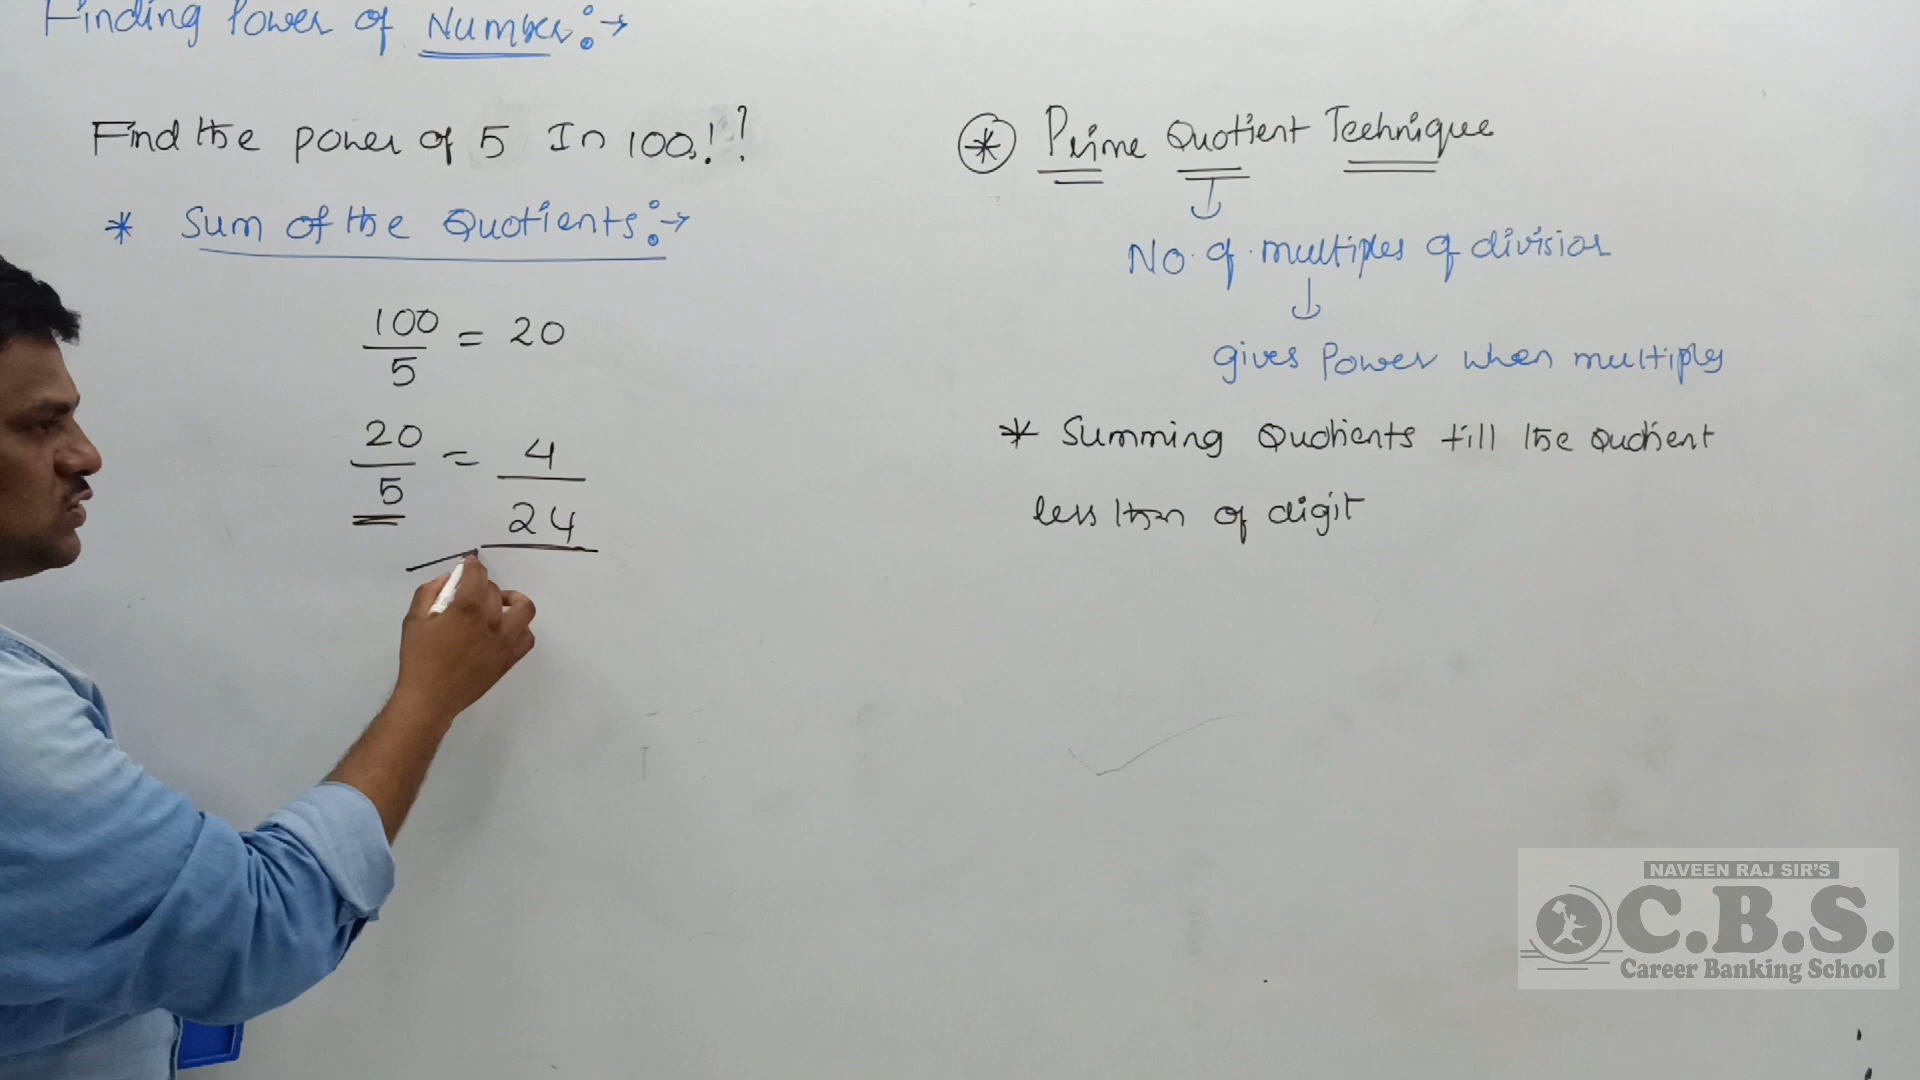 Finding Power of Number:→
Find the power of 5 In 100!?
* Sum of the Quotients:→
100/5 = 20
20/5 = 4
24
* Prime Quotient Technique
↓
No. of multiples of divisior
↓
gives Power when multiply
* Summing Quotients till the Quotient
less than of digit
NAVEEN RAJ SIR'S
C.B.S.
Career Banking School